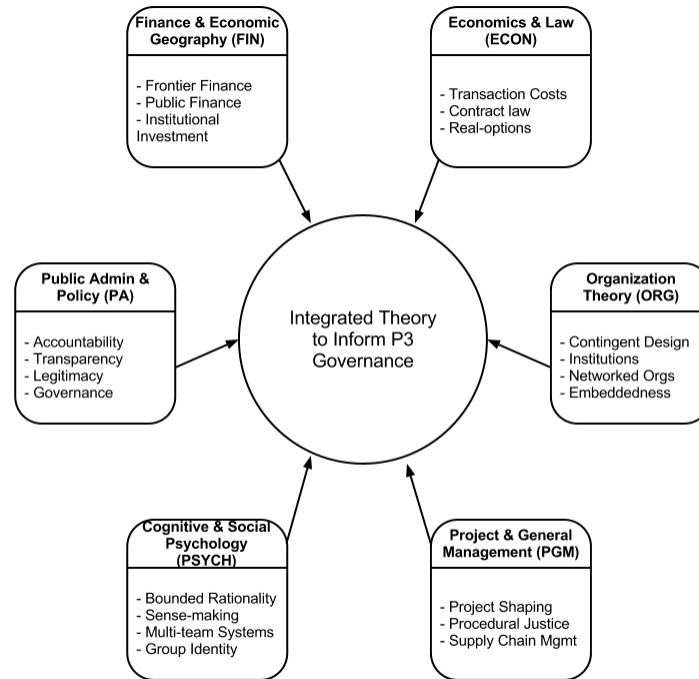 Finance & Economic
Geography (FIN)
- Frontier Finance
- Public Finance
- Institutional
Investment
Economics & Law
(ECON)
- Transaction Costs
- Contract law
- Real-options
Public Admin &
Policy (PA)
- Accountability
- Transparency
- Legitimacy
- Governance
Integrated Theory
to Inform P3
Governance
Organization
Theory (ORG)
- Contingent Design
- Institutions
- Networked Orgs
- Embeddedness
Cognitive & Social
Psychology
(PSYCH)
- Bounded Rationality
- Sense-making
- Multi-team Systems
- Group Identity
Project & General
Management (PGM)
- Project Shaping
- Procedural Justice
- Supply Chain Mgmt